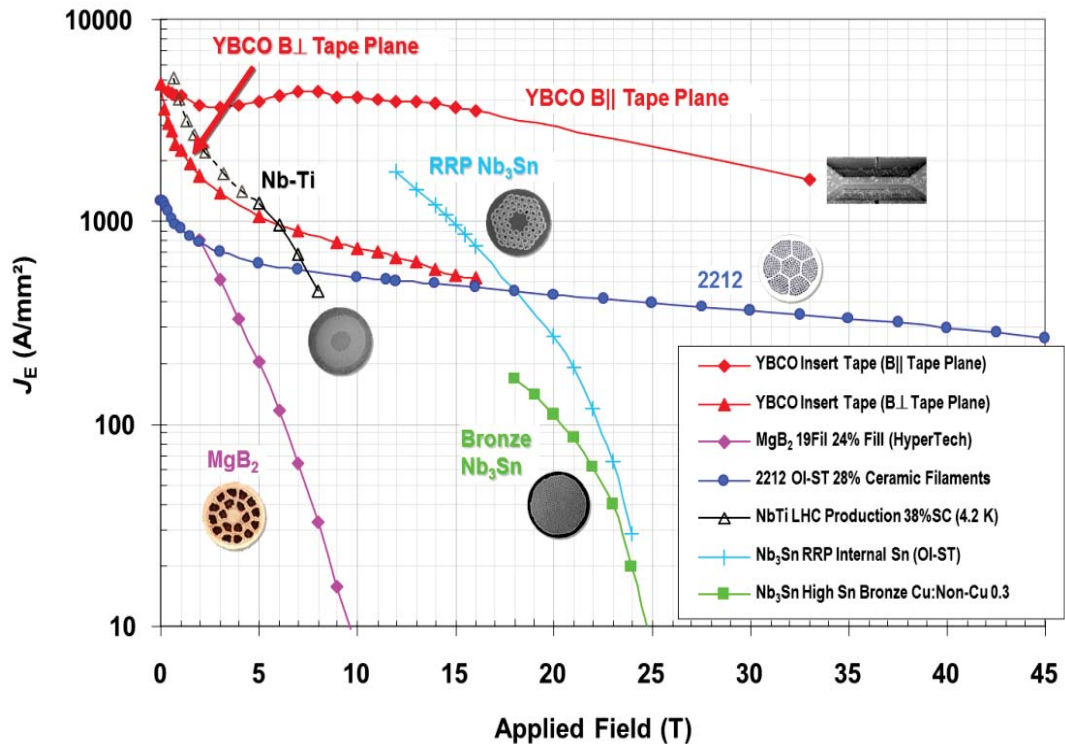 10000
1000
100
10
J_E (A/mm²)
YBCO B⊥ Tape Plane
YBCO B|| Tape Plane
RRP Nb₃Sn
Nb-Ti
2212
MgB₂
Bronze
Nb₃Sn
YBCO Insert Tape (B|| Tape Plane)
YBCO Insert Tape (B⊥ Tape Plane)
MgB₂ 19Fil 24% Fill (HyperTech)
2212 OI-ST 28% Ceramic Filaments
NbTi LHC Production 38%SC (4.2 K)
Nb₃Sn RRP Internal Sn (OI-ST)
Nb₃Sn High Sn Bronze Cu:Non-Cu 0.3
0 5 10 15 20 25 30 35 40 45
Applied Field (T)